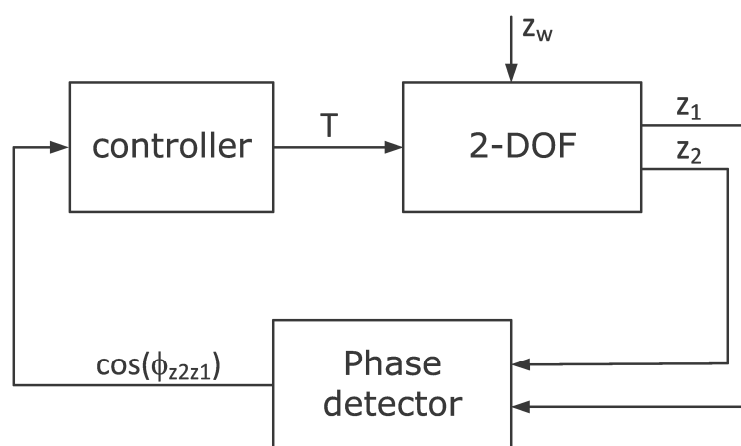 z_w
controller
T
2-DOF
z_1
z_2
cos(ϕ_z2z1)
Phase
detector